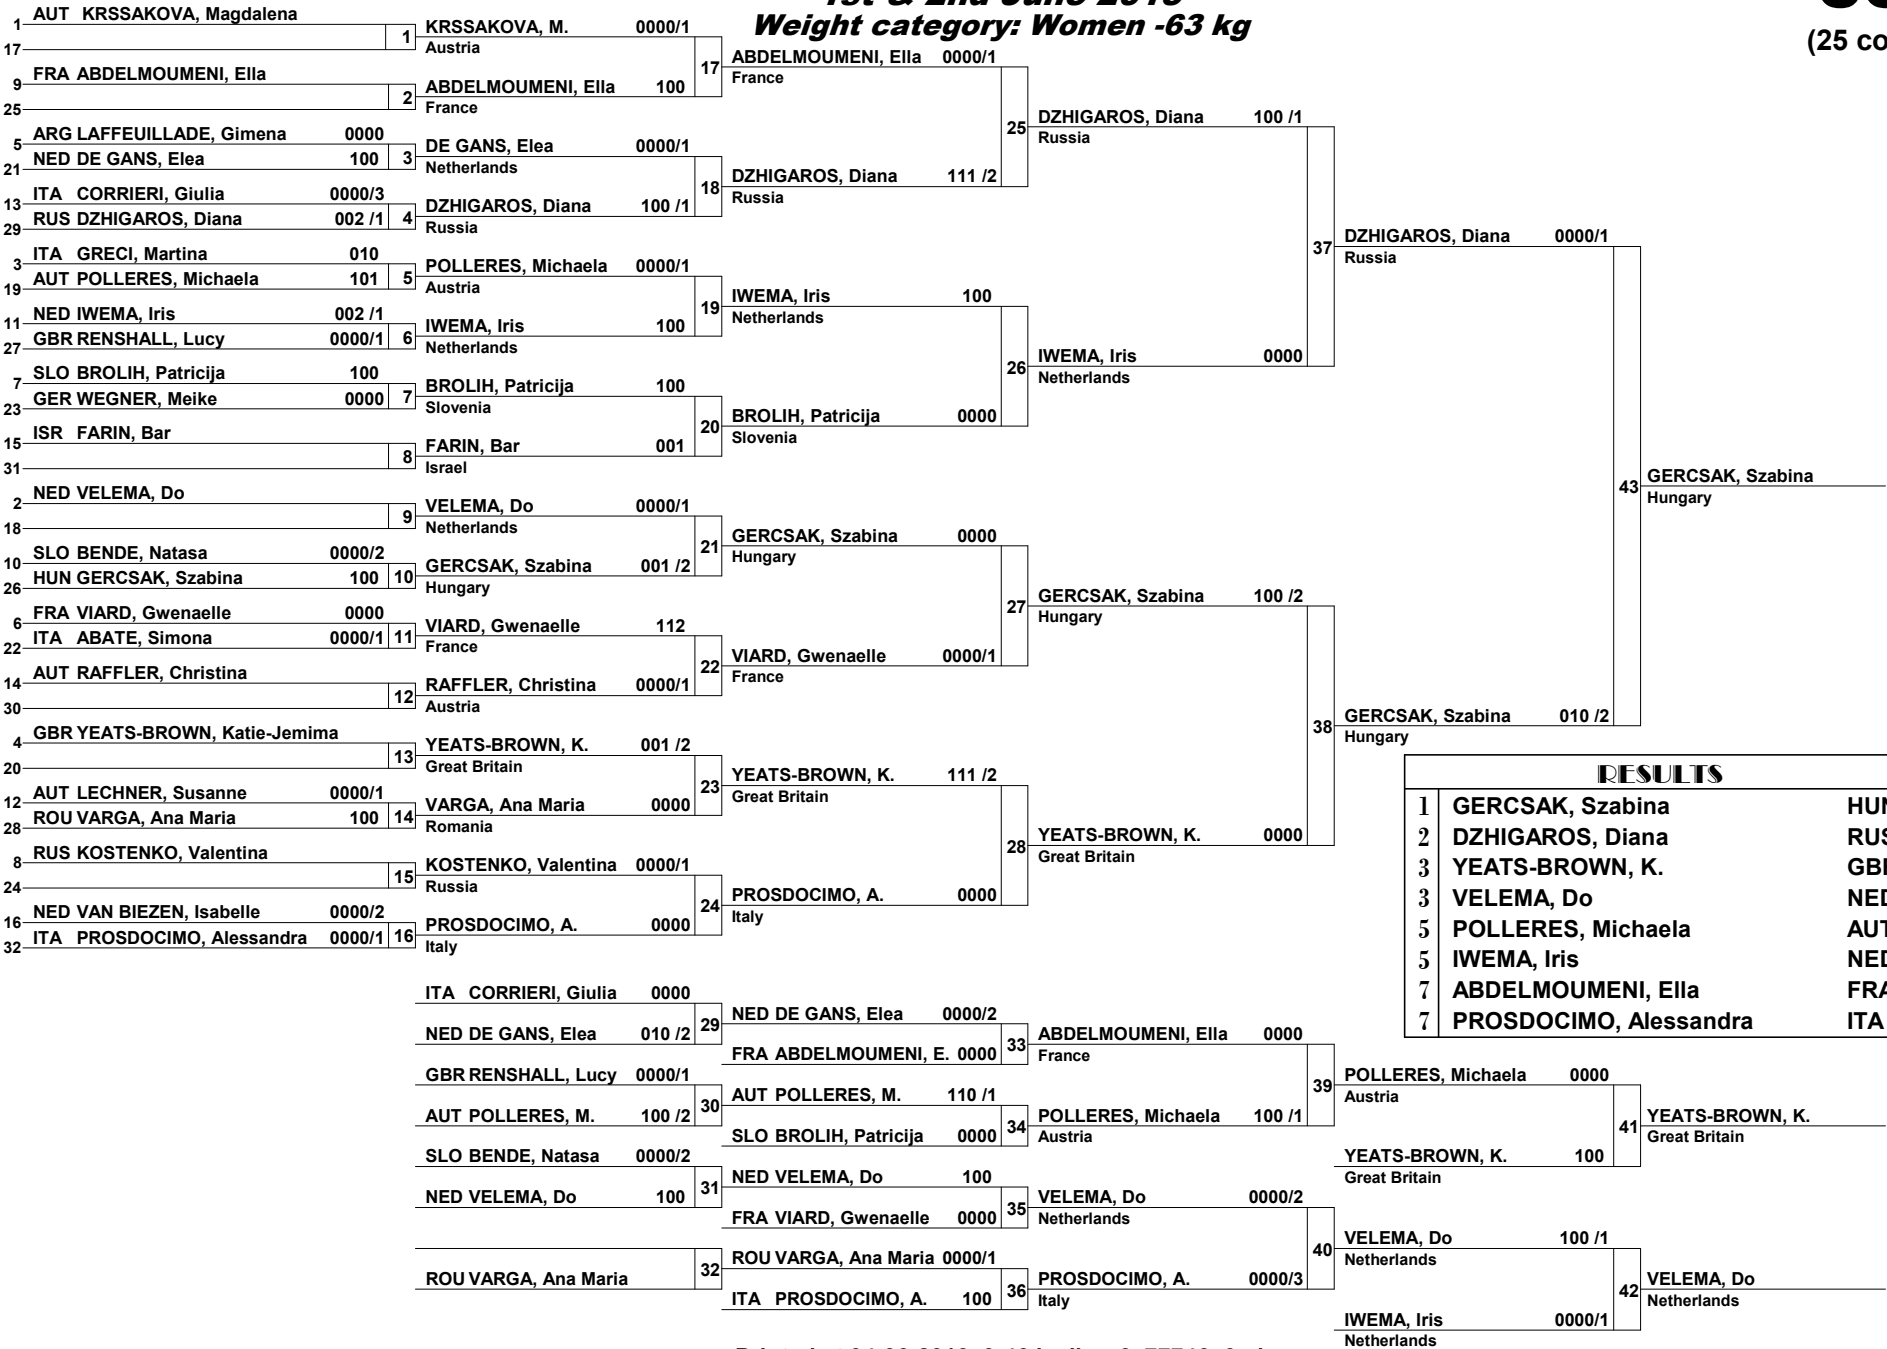 Weight category: Women -63 kg
(25 co
1 AUT KRSSAKOVA, Magdalena
17
1
9 FRA ABDELMOUMENI, Ella
25
2
5 ARG LAFFEUILLADE, Gimena 0000
21 NED DE GANS, Elea 100
3
13 ITA CORRIERI, Giulia 0000/3
29 RUS DZHIGAROS, Diana 002 /1
4
3 ITA GRECI, Martina 010
19 AUT POLLERES, Michaela 101
5
11 NED IWEMA, Iris 002 /1
27 GBR RENSHALL, Lucy 0000/1
6
7 SLO BROLIH, Patricija 100
23 GER WEGNER, Meike 0000
7
15 ISR FARIN, Bar
31
8
2 NED VELEMA, Do
18
9
10 SLO BENDE, Natasa 0000/2
26 HUN GERCSAK, Szabina 100
10
6 FRA VIARD, Gwenaelle 0000
22 ITA ABATE, Simona 0000/1
11
14 AUT RAFFLER, Christina
30
12
4 GBR YEATS-BROWN, Katie-Jemima
20
13
12 AUT LECHNER, Susanne 0000/1
28 ROU VARGA, Ana Maria 100
14
8 RUS KOSTENKO, Valentina
24
15
16 NED VAN BIEZEN, Isabelle 0000/2
32 ITA PROSDOCIMO, Alessandra 0000/1
16
KRSSAKOVA, M. 0000/1
Austria
17
ABDELMOUMENI, Ella 100
France
DE GANS, Elea 0000/1
Netherlands
18
DZHIGAROS, Diana 100 /1
Russia
POLLERES, Michaela 0000/1
Austria
19
IWEMA, Iris 100
Netherlands
BROLIH, Patricija 100
Slovenia
20
FARIN, Bar 001
Israel
VELEMA, Do 0000/1
Netherlands
21
GERCSAK, Szabina 001 /2
Hungary
VIARD, Gwenaelle 112
France
22
RAFFLER, Christina 0000/1
Austria
YEATS-BROWN, K. 001 /2
Great Britain
23
VARGA, Ana Maria 0000
Romania
KOSTENKO, Valentina 0000/1
Russia
24
PROSDOCIMO, A. 0000
Italy
ABDELMOUMENI, Ella 0000/1
France
25
DZHIGAROS, Diana 111 /2
Russia
IWEMA, Iris 100
Netherlands
26
BROLIH, Patricija 0000
Slovenia
GERCSAK, Szabina 0000
Hungary
27
VIARD, Gwenaelle 0000/1
France
YEATS-BROWN, K. 111 /2
Great Britain
28
PROSDOCIMO, A. 0000
Italy
DZHIGAROS, Diana 100 /1
Russia
37
IWEMA, Iris 0000
Netherlands
GERCSAK, Szabina 100 /2
Hungary
38
YEATS-BROWN, K. 0000
Great Britain
DZHIGAROS, Diana 0000/1
Russia
43
GERCSAK, Szabina 010 /2
Hungary
GERCSAK, Szabina
Hungary
RESULTS
1 GERCSAK, Szabina HUN
2 DZHIGAROS, Diana RUS
3 YEATS-BROWN, K. GB
3 VELEMA, Do NED
5 POLLERES, Michaela AUT
5 IWEMA, Iris NED
7 ABDELMOUMENI, Ella FRA
7 PROSDOCIMO, Alessandra ITA
ITA CORRIERI, Giulia 0000
29
NED DE GANS, Elea 010 /2
GBR RENSHALL, Lucy 0000/1
30
AUT POLLERES, M. 100 /2
SLO BENDE, Natasa 0000/2
31
NED VELEMA, Do 100
32
ROU VARGA, Ana Maria
NED DE GANS, Elea 0000/2
33
FRA ABDELMOUMENI, E. 0000
AUT POLLERES, M. 110 /1
34
SLO BROLIH, Patricija 0000
NED VELEMA, Do 100
35
FRA VIARD, Gwenaelle 0000
ROU VARGA, Ana Maria 0000/1
36
ITA PROSDOCIMO, A. 100
ABDELMOUMENI, Ella 0000
France
39
POLLERES, Michaela 100 /1
Austria
VELEMA, Do 0000/2
Netherlands
40
PROSDOCIMO, A. 0000/3
Italy
POLLERES, Michaela 0000
Austria
41
YEATS-BROWN, K. 100
Great Britain
VELEMA, Do 100 /1
Netherlands
42
IWEMA, Iris 0000/1
Netherlands
YEATS-BROWN, K.
Great Britain
VELEMA, Do
Netherlands